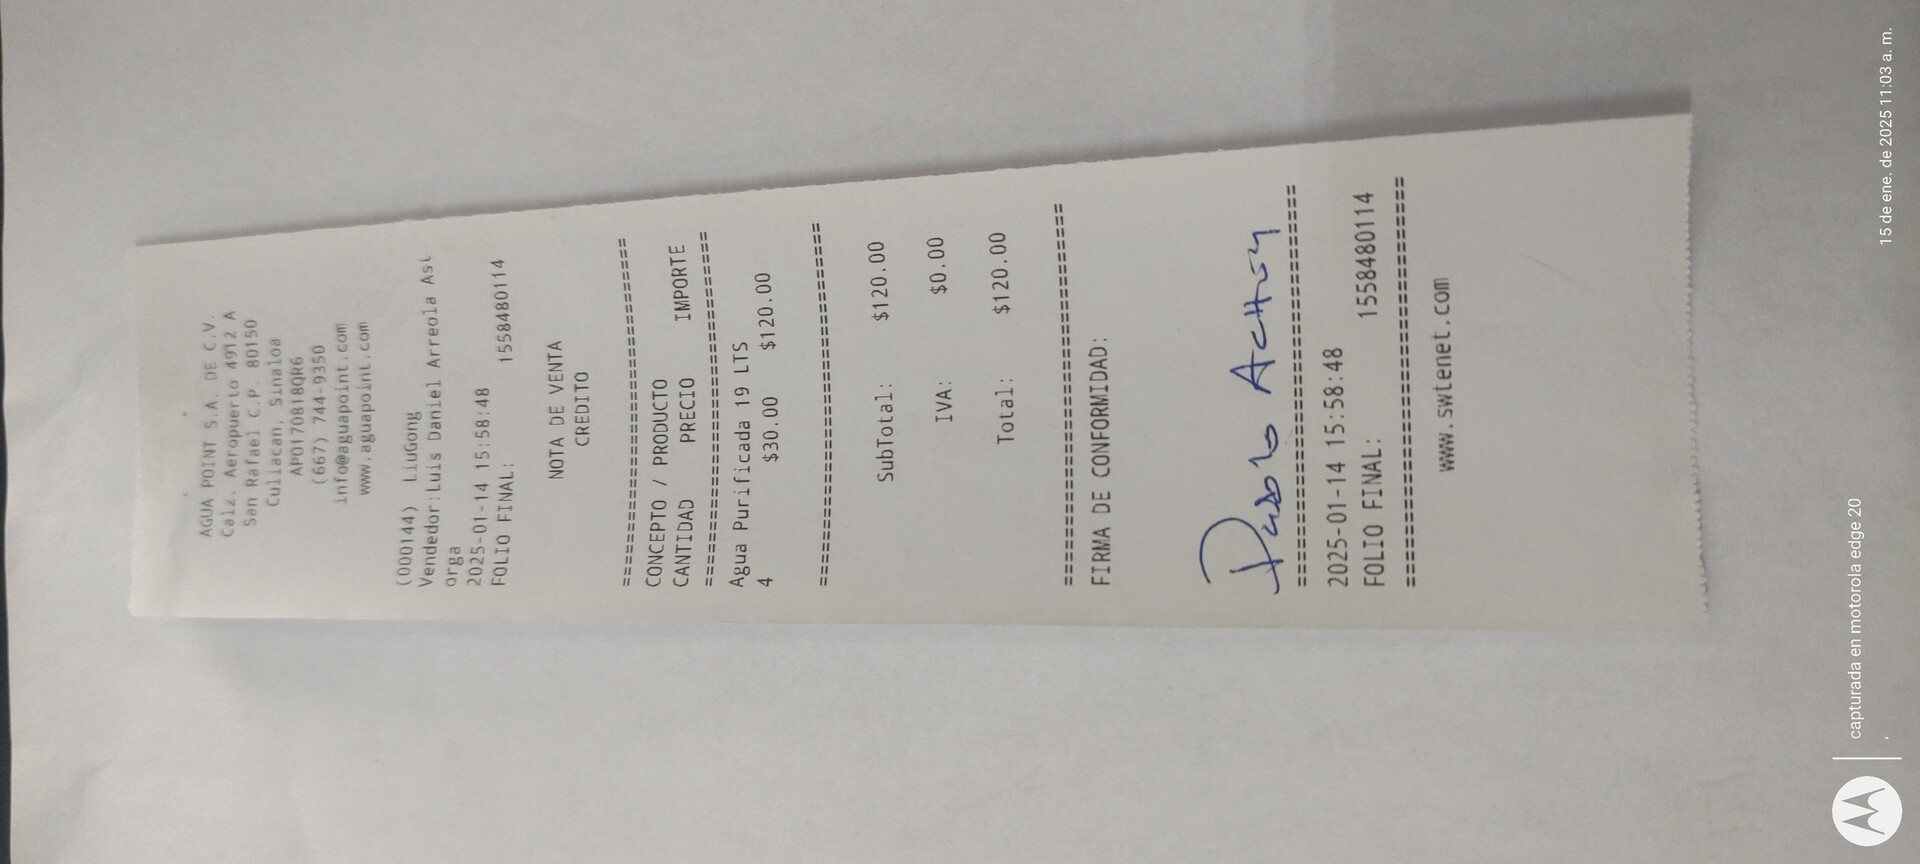 AGUA POINT S.A. DE C.V.
Calz. Aeropuerto 4912 A
San Rafael C.P. 80150
Culiacan, Sinaloa
APO170818QR6
(667) 744-9350
info@aguapoint.com
www.aguapoint.com
(000144) LiuGong
Vendedor:Luis Daniel Arreola Ast
orga
2025-01-14 15:58:48
FOLIO FINAL: 1558480114
NOTA DE VENTA
CREDITO
==============================
CONCEPTO / PRODUCTO
CANTIDAD PRECIO IMPORTE
==============================
Agua Purificada 19 LTS
4 $30.00 $120.00
==============================
SubTotal: $120.00
IVA: $0.00
Total: $120.00
==============================
FIRMA DE CONFORMIDAD:
Pablo
==============================
2025-01-14 15:58:48
FOLIO FINAL: 1558480114
==============================
www.swtenet.com
capturada en motorola edge 20
15 de ene. de 2025 11:03 a. m.